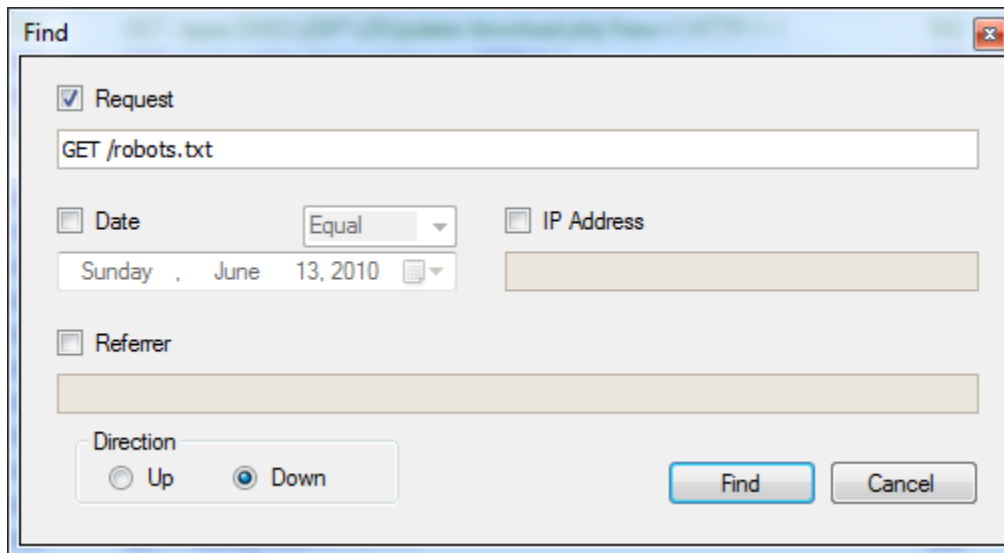 Find
Request
GET /robots.txt
Date
Equal
IP Address
Sunday , June 13, 2010
Referrer
Direction
Up Down
Find Cancel